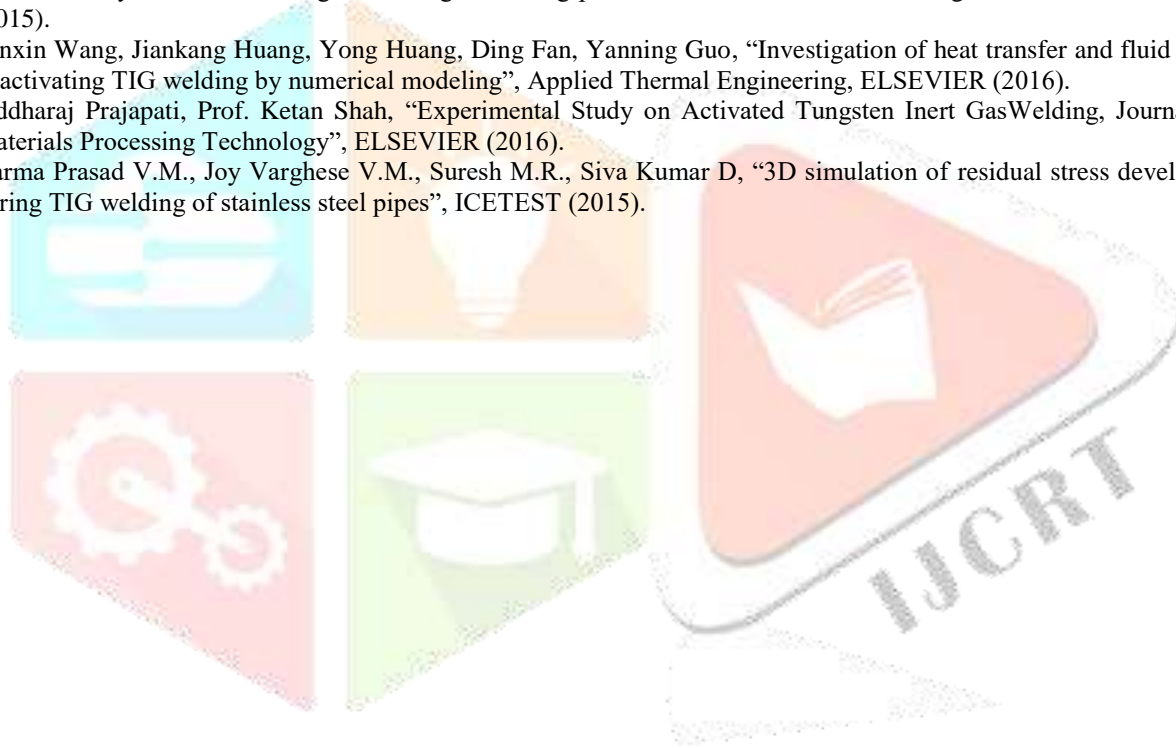 015).
nxin Wang, Jiankang Huang, Yong Huang, Ding Fan, Yanning Guo, “Investigation of heat transfer and fluid
activating TIG welding by numerical modeling”, Applied Thermal Engineering, ELSEVIER (2016).
ddharaj Prajapati, Prof. Ketan Shah, “Experimental Study on Activated Tungsten Inert GasWelding, Journa
aterials Processing Technology”, ELSEVIER (2016).
arma Prasad V.M., Joy Varghese V.M., Suresh M.R., Siva Kumar D, “3D simulation of residual stress devel
ring TIG welding of stainless steel pipes”, ICETEST (2015).
IJCRT